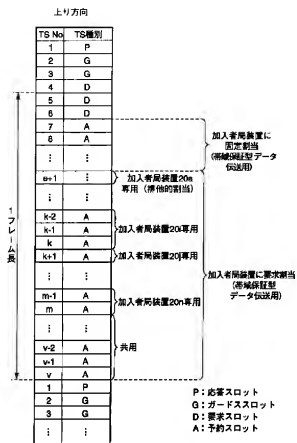 上り方向
TS No TS種別
1 P
2 G
3 G
4 D
5 D
6 D
7 A
8 A
⋮ ⋮
加入者局装置に
固定割当
(帯域保証型データ
伝送用)
e+1 ⋮
加入者局装置20a
専用(排他的割当)
⋮ ⋮
k-2 A
k-1 A
k A
加入者局装置20i専用
k+1 A
加入者局装置20j専用
⋮ ⋮
m-1 A
m A
加入者局装置20n専用
⋮ ⋮
v-2 A
v-1 A
v A
共用
加入者局装置に要求割当
(帯域保証型
データ伝送用)
1 P
2 G
3 G
⋮ ⋮
1フレーム長
P:応答スロット
G:ガードススロット
D:要求スロット
A:予約スロット